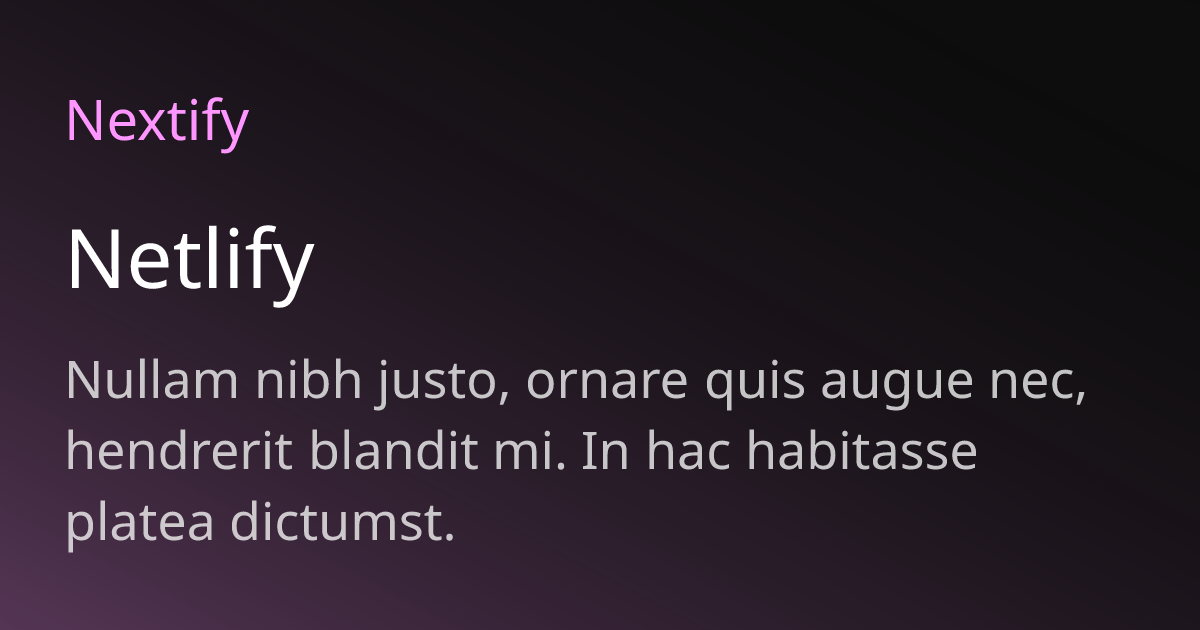 Nextify
Netlify
Nullam nibh justo, ornare quis augue nec,
hendrerit blandit mi. In hac habitasse
platea dictumst.